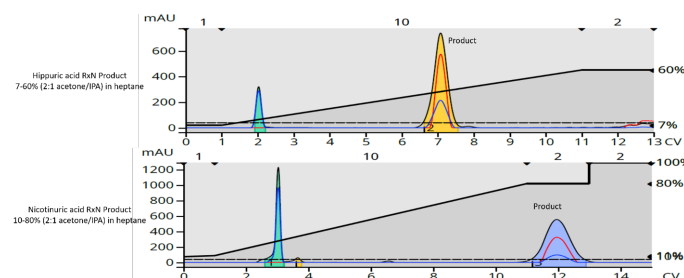 mAU
1
10
2
600
400
200
0
Product
Hippuric acid RxN Product
7-60% (2:1 acetone/IPA) in heptane
60%
7%
2
0 1 2 3 4 5 6 7 8 9 10 11 12 13 CV
mAU
1
10
2
2
1200
1000
800
600
400
200
0
Product
Nicotinuric acid RxN Product
10-80% (2:1 acetone/IPA) in heptane
100%
80%
3
0 2 4 6 8 10 12 14 CV